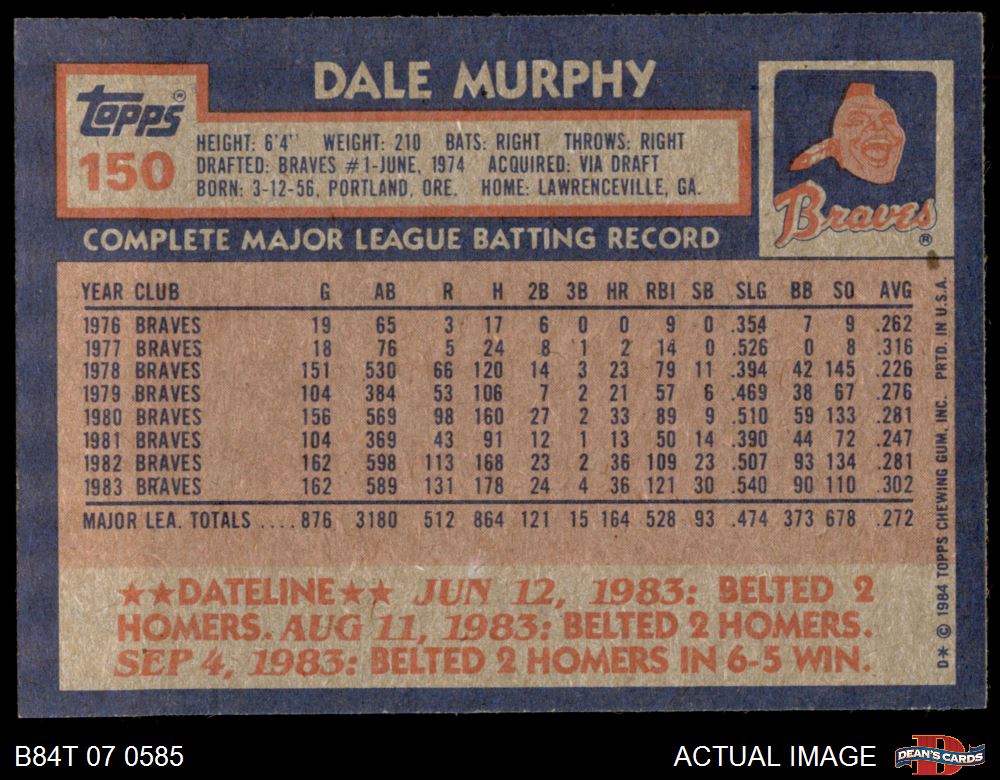 DALE MURPHY
Topps®
150
HEIGHT: 6'4" WEIGHT: 210 BATS: RIGHT THROWS: RIGHT
DRAFTED: BRAVES #1-JUNE, 1974 ACQUIRED: VIA DRAFT
BORN: 3-12-56, PORTLAND, ORE. HOME: LAWRENCEVILLE, GA.
Braves®
COMPLETE MAJOR LEAGUE BATTING RECORD
YEAR CLUB G AB R H 2B 3B HR RBI SB SLG BB SO AVG
1976 BRAVES 19 65 3 17 6 0 0 9 0 .354 7 9 .262
1977 BRAVES 18 76 5 24 8 1 2 14 0 .526 0 8 .316
1978 BRAVES 151 530 66 120 14 3 23 79 11 .394 42 145 .226
1979 BRAVES 104 384 53 106 7 2 21 57 6 .469 38 67 .276
1980 BRAVES 156 569 98 160 27 2 33 89 9 .510 59 133 .281
1981 BRAVES 104 369 43 91 12 1 13 50 14 .390 44 72 .247
1982 BRAVES 162 598 113 168 23 2 36 109 23 .507 93 134 .281
1983 BRAVES 162 589 131 178 24 4 36 121 30 .540 90 110 .302
MAJOR LEA. TOTALS .... 876 3180 512 864 121 15 164 528 93 .474 373 678 .272
★★DATELINE★★ JUN 12, 1983: BELTED 2
HOMERS. AUG 11, 1983: BELTED 2 HOMERS.
SEP 4, 1983: BELTED 2 HOMERS IN 6-5 WIN.
D* © 1984 TOPPS CHEWING GUM, INC. PRTD. IN U.S.A.
B84T 07 0585
ACTUAL IMAGE
D
DEAN'S CARDS